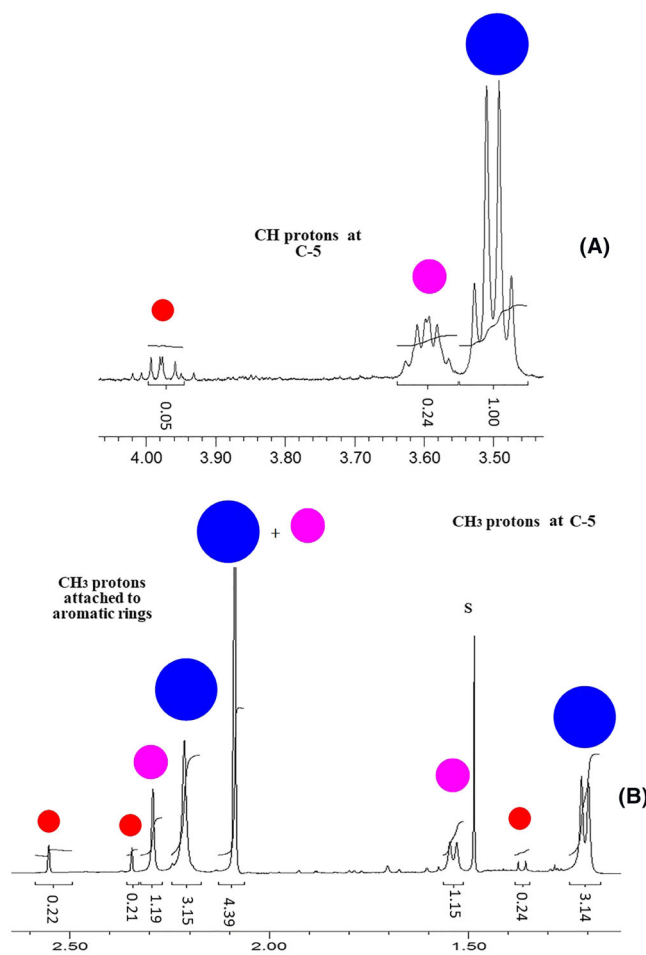 CH protons at
C-5
(A)
0.05
0.24
1.00
4.00 3.90 3.80 3.70 3.60 3.50
+
CH₃ protons at C-5
CH₃ protons
attached to
aromatic rings
S
(B)
0.22
0.21
1.19
3.15
4.39
1.15
0.24
3.14
2.50 2.00 1.50